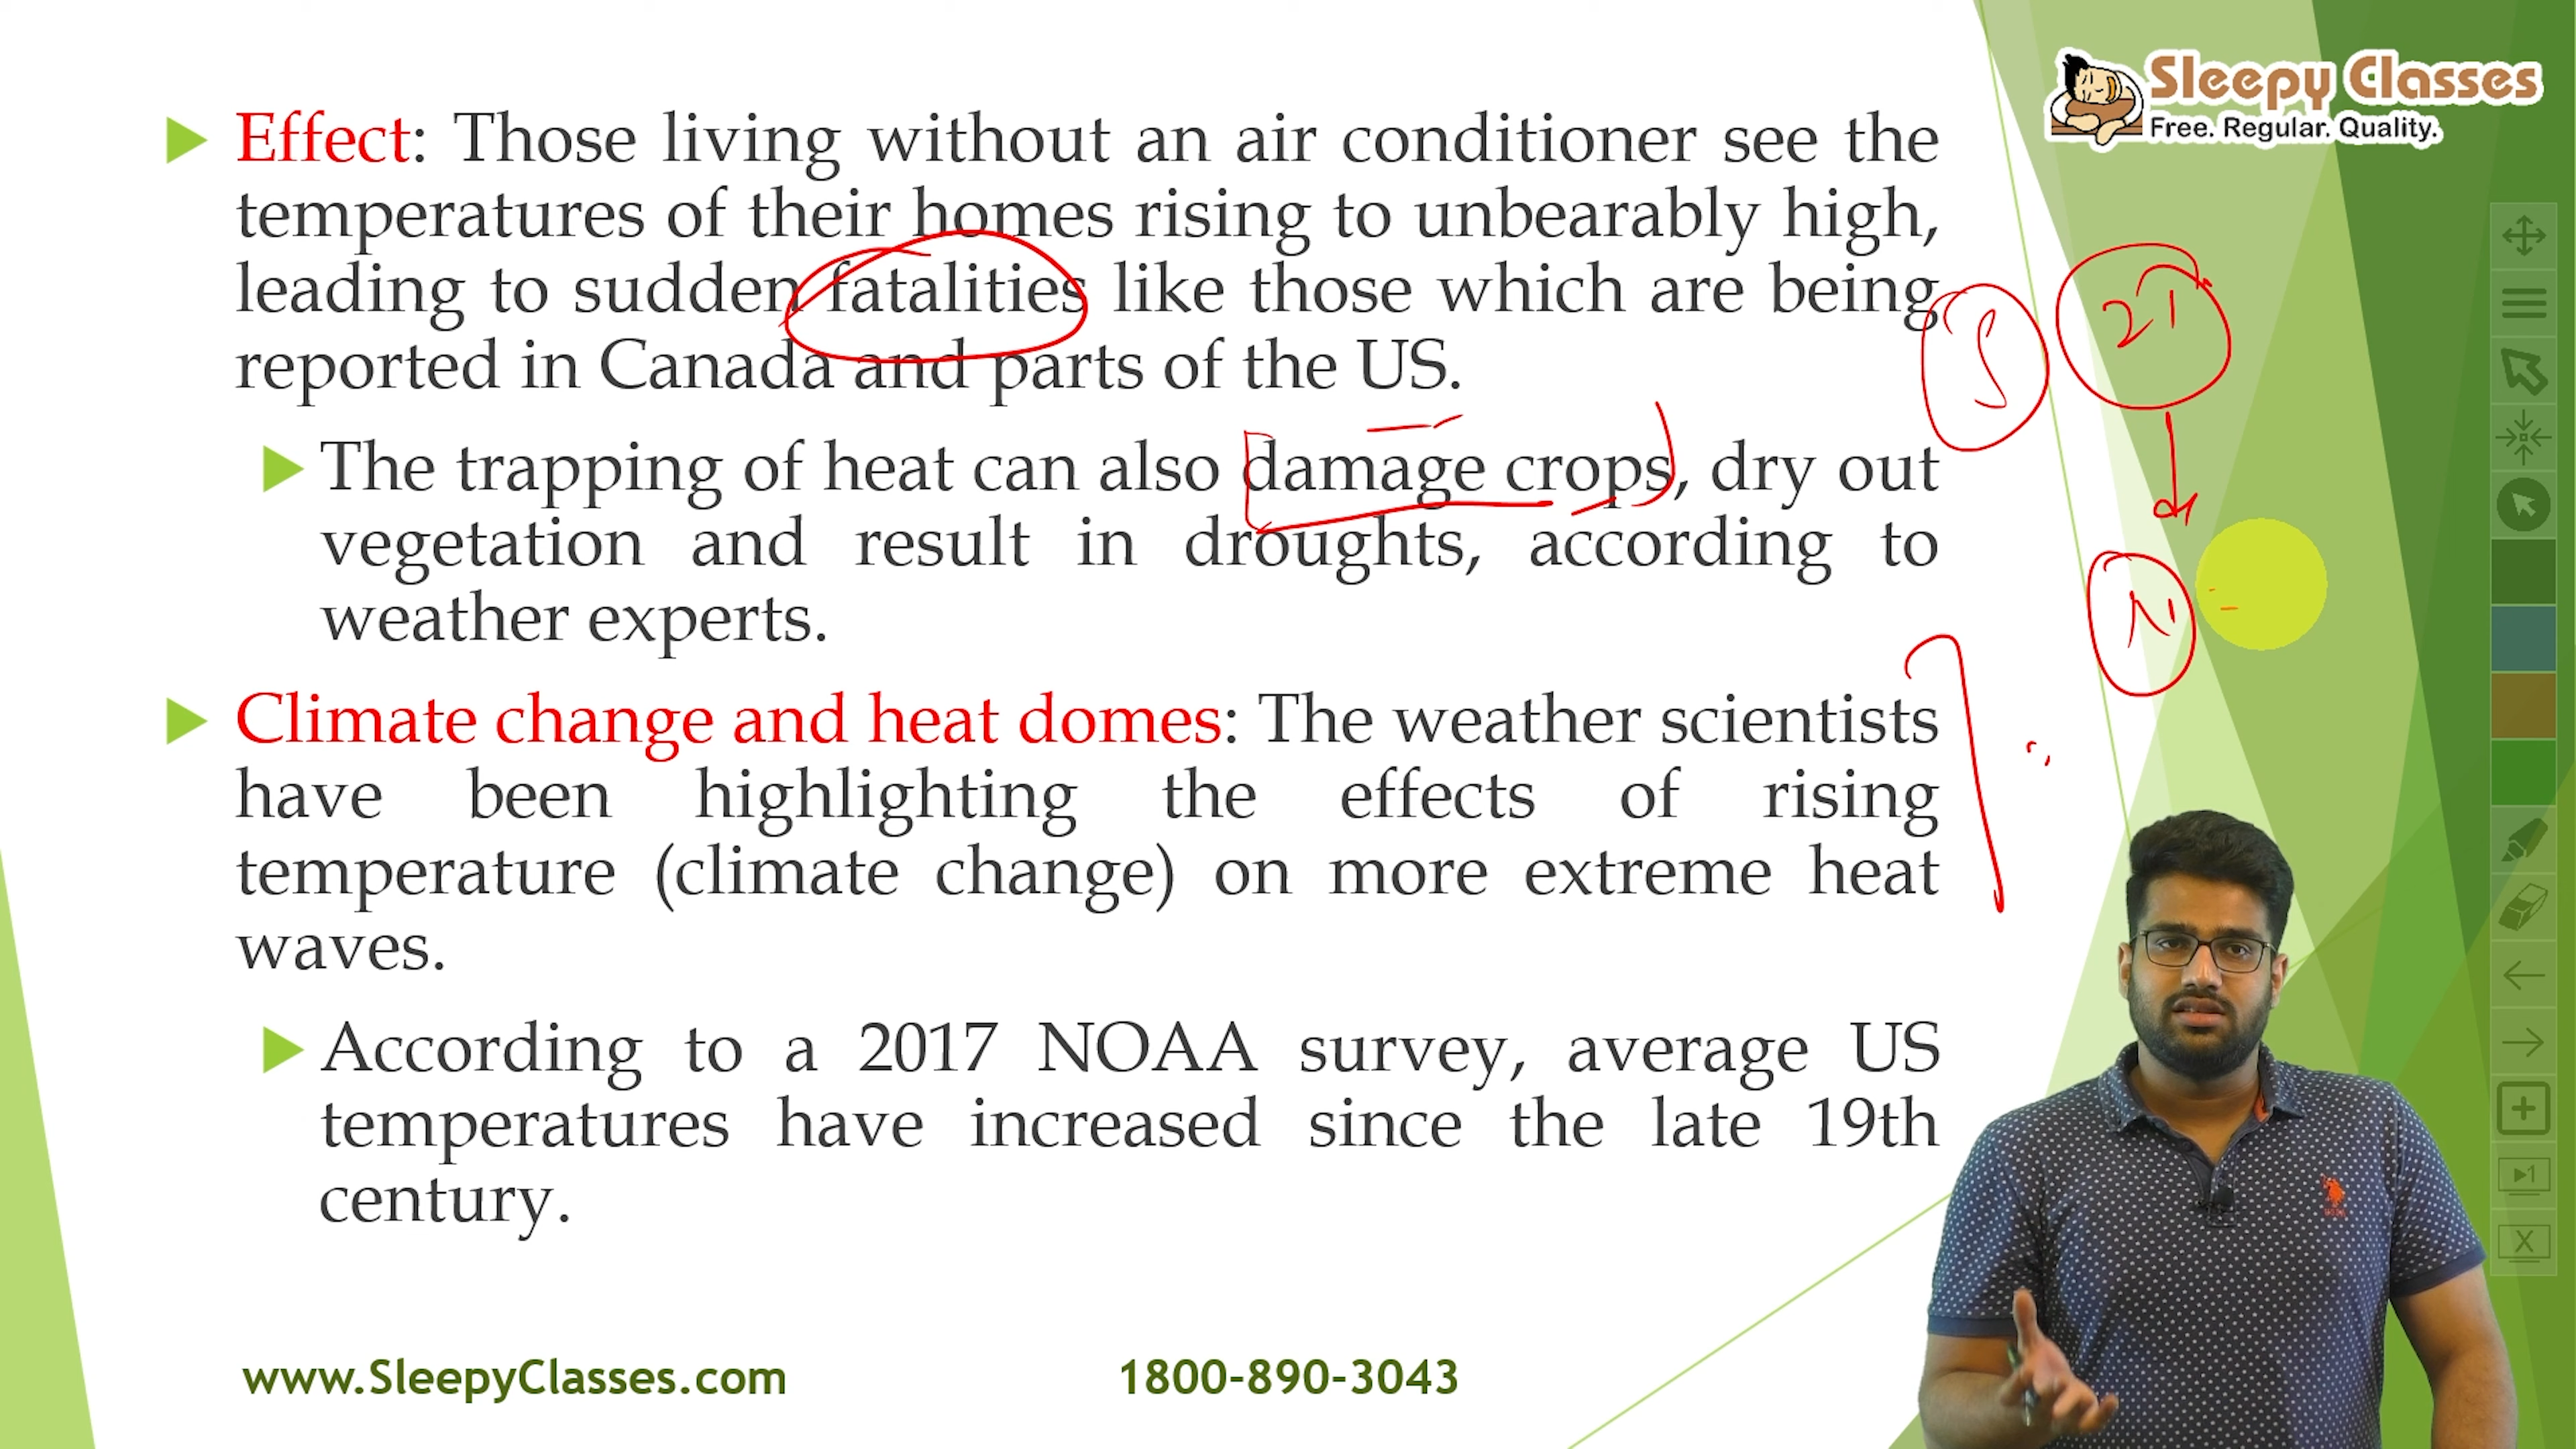 Sleepy Classes
Free. Regular. Quality.
Effect: Those living without an air conditioner see the
temperatures of their homes rising to unbearably high,
leading to sudden fatalities like those which are being
reported in Canada and parts of the US.
The trapping of heat can also damage crops, dry out
vegetation and result in droughts, according to
weather experts.
Climate change and heat domes: The weather scientists
have been highlighting the effects of rising
temperature (climate change) on more extreme heat
waves.
According to a 2017 NOAA survey, average US
temperatures have increased since the late 19th
century.
www.SleepyClasses.com
1800-890-3043